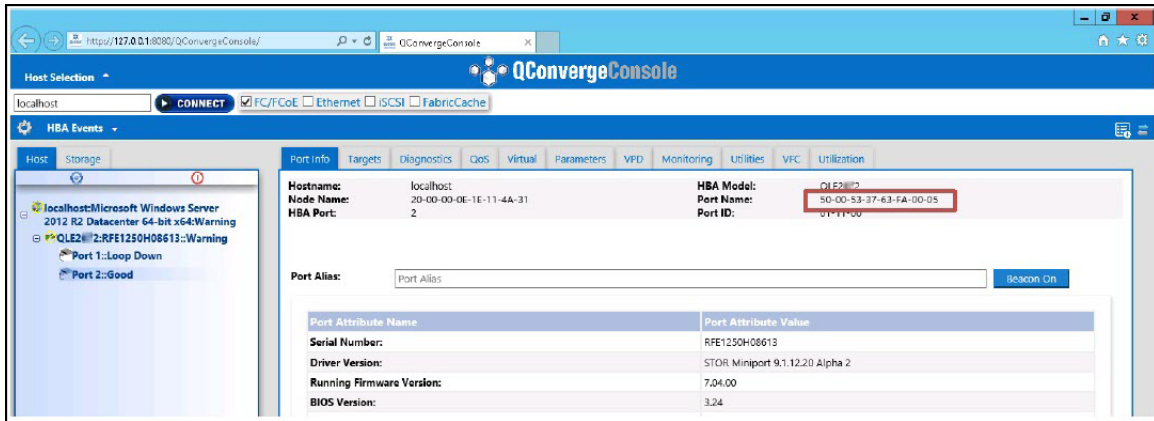 http://127.0.0.1:8080/QConvergeConsole/
QConvergeConsole
Host Selection
QConvergeConsole
localhost CONNECT FC/FCoE Ethernet iSCSI FabricCache
HBA Events
Host Storage
Port Info Targets Diagnostics QoS Virtual Parameters VPD Monitoring Utilities VFC Utilization
localhost:Microsoft Windows Server
2012 R2 Datacenter 64-bit x64:Warning
2:RFE1250H08613::Warning
Port 1::Loop Down
Port 2::Good
Hostname: localhost HBA Model:
Node Name: 20-00-00-0E-1E-11-4A-31 Port Name: 50-00-53-37-63-FA-00-05
HBA Port: 2 Port ID: 01-11-00
Port Alias: Port Alias Beacon On
Port Attribute Name Port Attribute Value
Serial Number: RFE1250H08613
Driver Version: STOR Miniport 9.1.12.20 Alpha 2
Running Firmware Version: 7.04.00
BIOS Version: 3.24